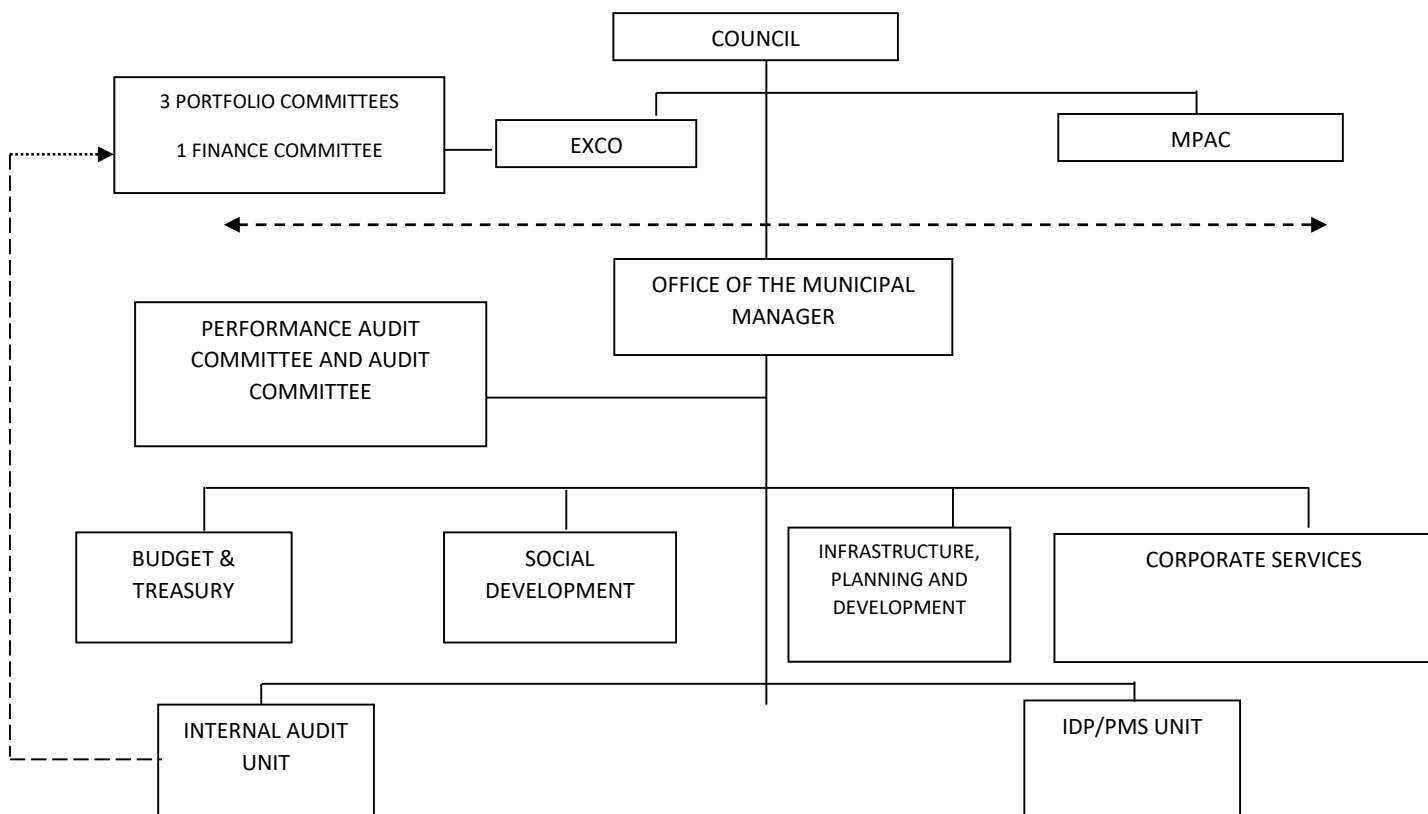 COUNCIL
3 PORTFOLIO COMMITTEES
1 FINANCE COMMITTEE
EXCO
MPAC
OFFICE OF THE MUNICIPAL
MANAGER
PERFORMANCE AUDIT
COMMITTEE AND AUDIT
COMMITTEE
BUDGET &
TREASURY
SOCIAL
DEVELOPMENT
INFRASTRUCTURE,
PLANNING AND
DEVELOPMENT
CORPORATE SERVICES
INTERNAL AUDIT
UNIT
IDP/PMS UNIT